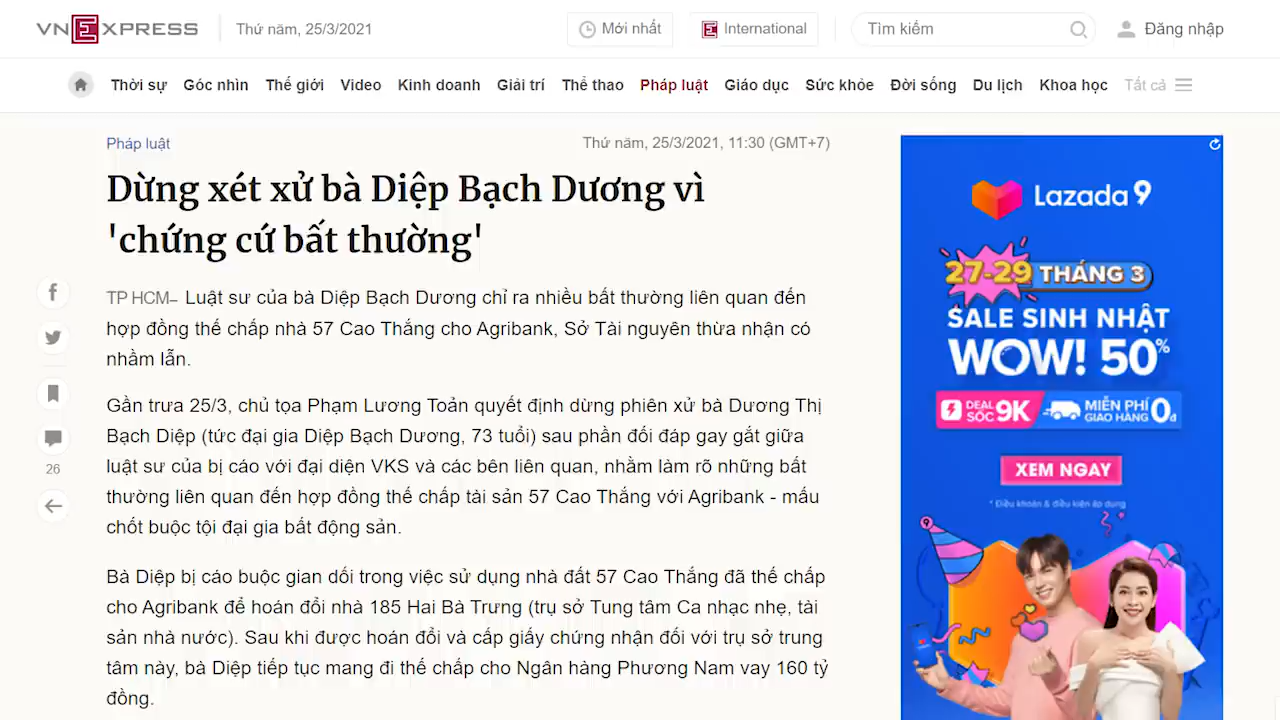 VNEXPRESS
Thứ năm, 25/3/2021
Mới nhất
International
Tìm kiếm
Đăng nhập
Thời sự Góc nhìn Thế giới Video Kinh doanh Giải trí Thể thao Pháp luật Giáo dục Sức khỏe Đời sống Du lịch Khoa học Tất cả
Pháp luật
Thứ năm, 25/3/2021, 11:30 (GMT+7)
Dừng xét xử bà Diệp Bạch Dương vì
'chứng cứ bất thường'
TP HCM– Luật sư của bà Diệp Bạch Dương chỉ ra nhiều bất thường liên quan đến
hợp đồng thế chấp nhà 57 Cao Thắng cho Agribank, Sở Tài nguyên thừa nhận có
nhầm lẫn.
Gần trưa 25/3, chủ tọa Phạm Lương Toản quyết định dừng phiên xử bà Dương Thị
Bạch Diệp (tức đại gia Diệp Bạch Dương, 73 tuổi) sau phần đối đáp gay gắt giữa
luật sư của bị cáo với đại diện VKS và các bên liên quan, nhằm làm rõ những bất
thường liên quan đến hợp đồng thế chấp tài sản 57 Cao Thắng với Agribank - mấu
chốt buộc tội đại gia bất động sản.
26
Bà Diệp bị cáo buộc gian dối trong việc sử dụng nhà đất 57 Cao Thắng đã thế chấp
cho Agribank để hoán đổi nhà 185 Hai Bà Trưng (trụ sở Tung tâm Ca nhạc nhẹ, tài
sản nhà nước). Sau khi được hoán đổi và cấp giấy chứng nhận đối với trụ sở trung
tâm này, bà Diệp tiếp tục mang đi thế chấp cho Ngân hàng Phương Nam vay 160 tỷ
đồng.
Lazada 9
27-29 THÁNG 3
SALE SINH NHẬT
WOW! 50%
DEAL SỐC 9K
MIỄN PHÍ GIAO HÀNG 0đ
XEM NGAY
* Điều khoản & điều kiện áp dụng